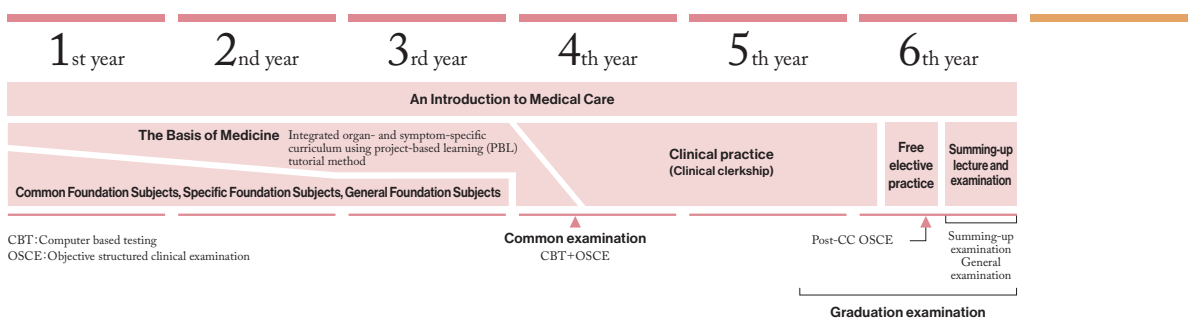 1st year
2nd year
3rd year
4th year
5th year
6th year
An Introduction to Medical Care
The Basis of Medicine
Integrated organ- and symptom-specific
curriculum using project-based learning (PBL)
tutorial method
Common Foundation Subjects, Specific Foundation Subjects, General Foundation Subjects
Clinical practice
(Clinical clerkship)
Free
elective
practice
Summing-up
lecture and
examination
CBT:Computer based testing
OSCE:Objective structured clinical examination
Common examination
CBT+OSCE
Post-CC OSCE
Summing-up
examination
General
examination
Graduation examination